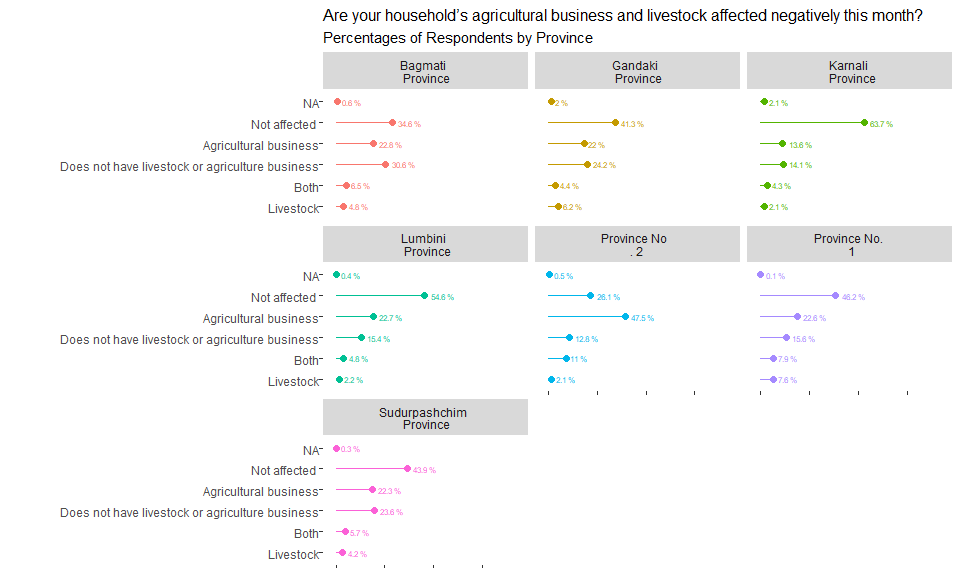 Are your household's agricultural business and livestock affected negatively this month?
Percentages of Respondents by Province
Bagmati
Province
Gandaki
Province
Karnali
Province
NA
0.6 %
2 %
2.1 %
Not affected
34.6 %
41.3 %
63.7 %
Agricultural business
22.8 %
22 %
13.6 %
Does not have livestock or agriculture business
30.6 %
24.2 %
14.1 %
Both
6.5 %
4.4 %
4.3 %
Livestock
4.8 %
6.2 %
2.1 %
Lumbini
Province
Province No
. 2
Province No.
1
NA
0.4 %
0.5 %
0.1 %
Not affected
54.6 %
26.1 %
46.2 %
Agricultural business
22.7 %
47.5 %
22.6 %
Does not have livestock or agriculture business
15.4 %
12.8 %
15.6 %
Both
4.8 %
11 %
7.9 %
Livestock
2.2 %
2.1 %
7.6 %
Sudurpashchim
Province
NA
0.3 %
Not affected
43.9 %
Agricultural business
22.3 %
Does not have livestock or agriculture business
23.6 %
Both
5.7 %
Livestock
4.2 %